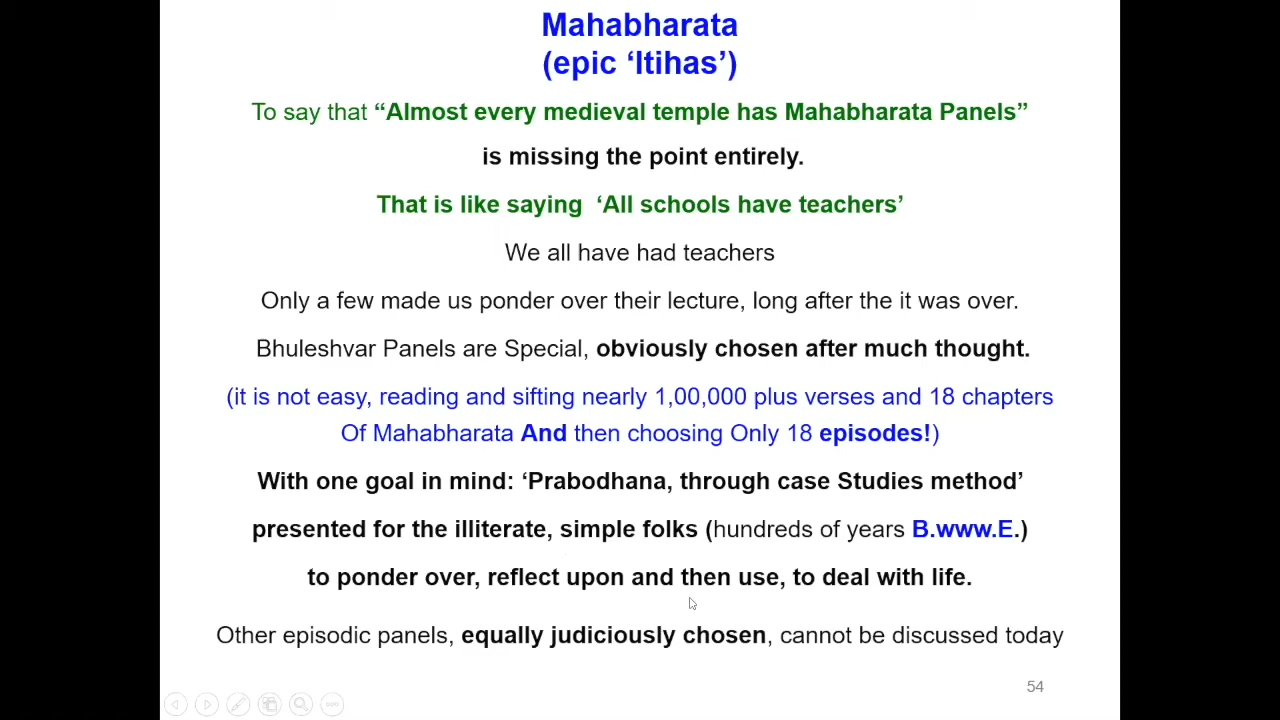 Mahabharata
(epic ‘Itihas’)
To say that “Almost every medieval temple has Mahabharata Panels”
is missing the point entirely.
That is like saying ‘All schools have teachers’
We all have had teachers
Only a few made us ponder over their lecture, long after the it was over.
Bhuleshvar Panels are Special, obviously chosen after much thought.
(it is not easy, reading and sifting nearly 1,00,000 plus verses and 18 chapters
Of Mahabharata And then choosing Only 18 episodes!)
With one goal in mind: ‘Prabodhana, through case Studies method’
presented for the illiterate, simple folks (hundreds of years B.www.E.)
to ponder over, reflect upon and then use, to deal with life.
Other episodic panels, equally judiciously chosen, cannot be discussed today
54